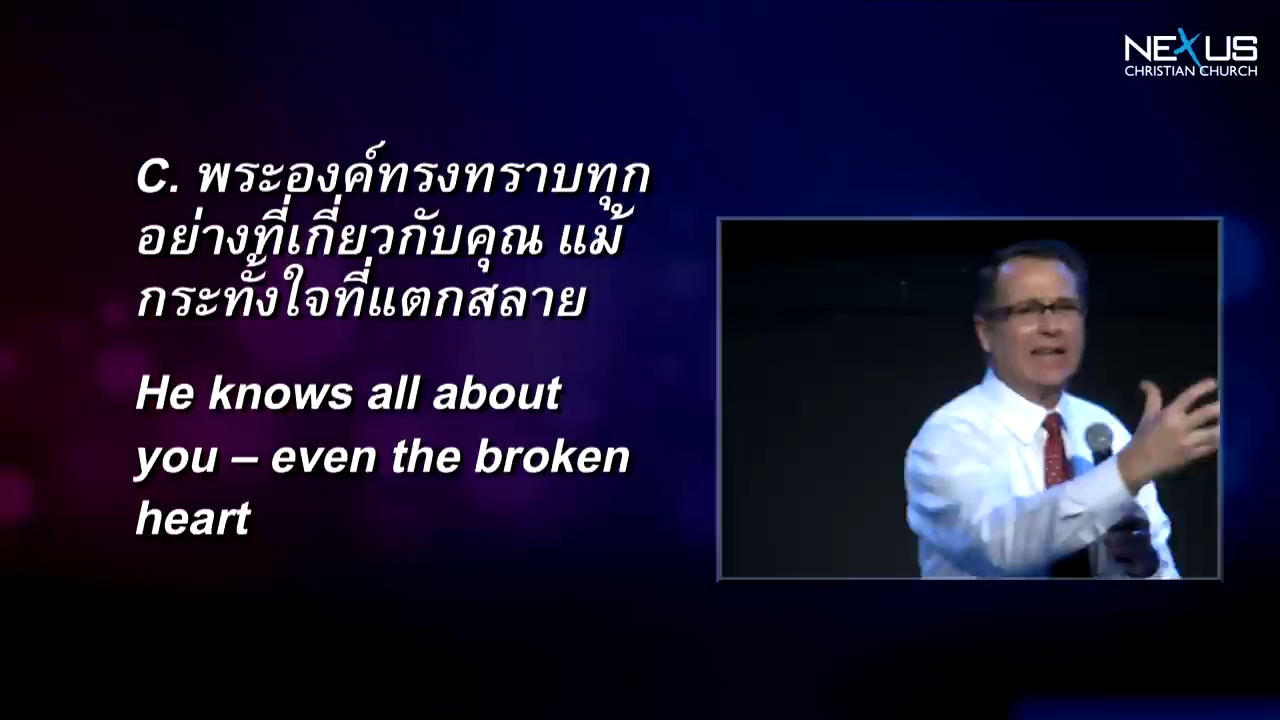 NEXUS
CHRISTIAN CHURCH
C. พระองค์ทรงทราบทุก
อย่างที่เกี่ยวกับคุณ แม้
กระทั้งใจที่แตกสลาย
He knows all about
you – even the broken
heart